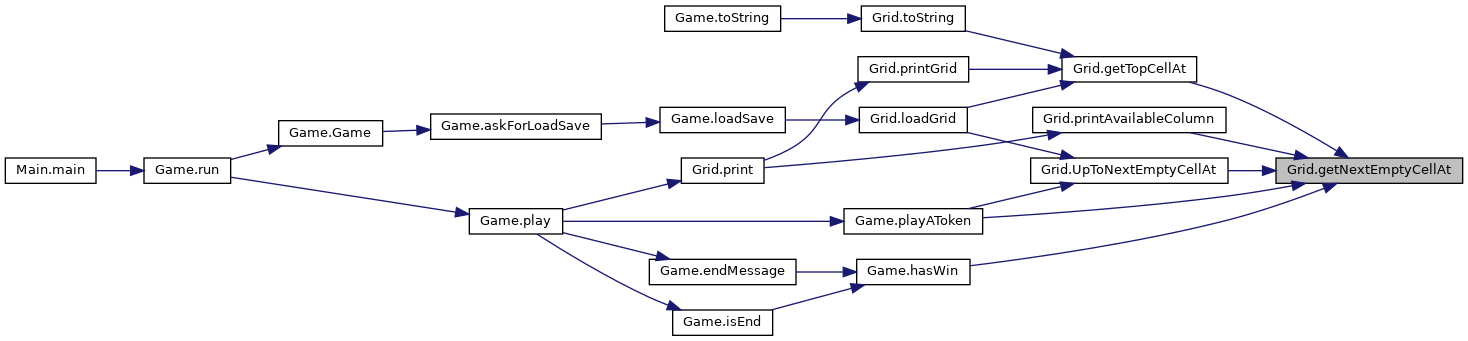 Game.toString
Grid.toString
Grid.printGrid
Grid.getTopCellAt
Game.loadSave
Grid.loadGrid
Grid.printAvailableColumn
Game.Game
Game.askForLoadSave
Main.main
Game.run
Grid.print
Grid.UpToNextEmptyCellAt
Grid.getNextEmptyCellAt
Game.play
Game.playAToken
Game.endMessage
Game.hasWin
Game.isEnd